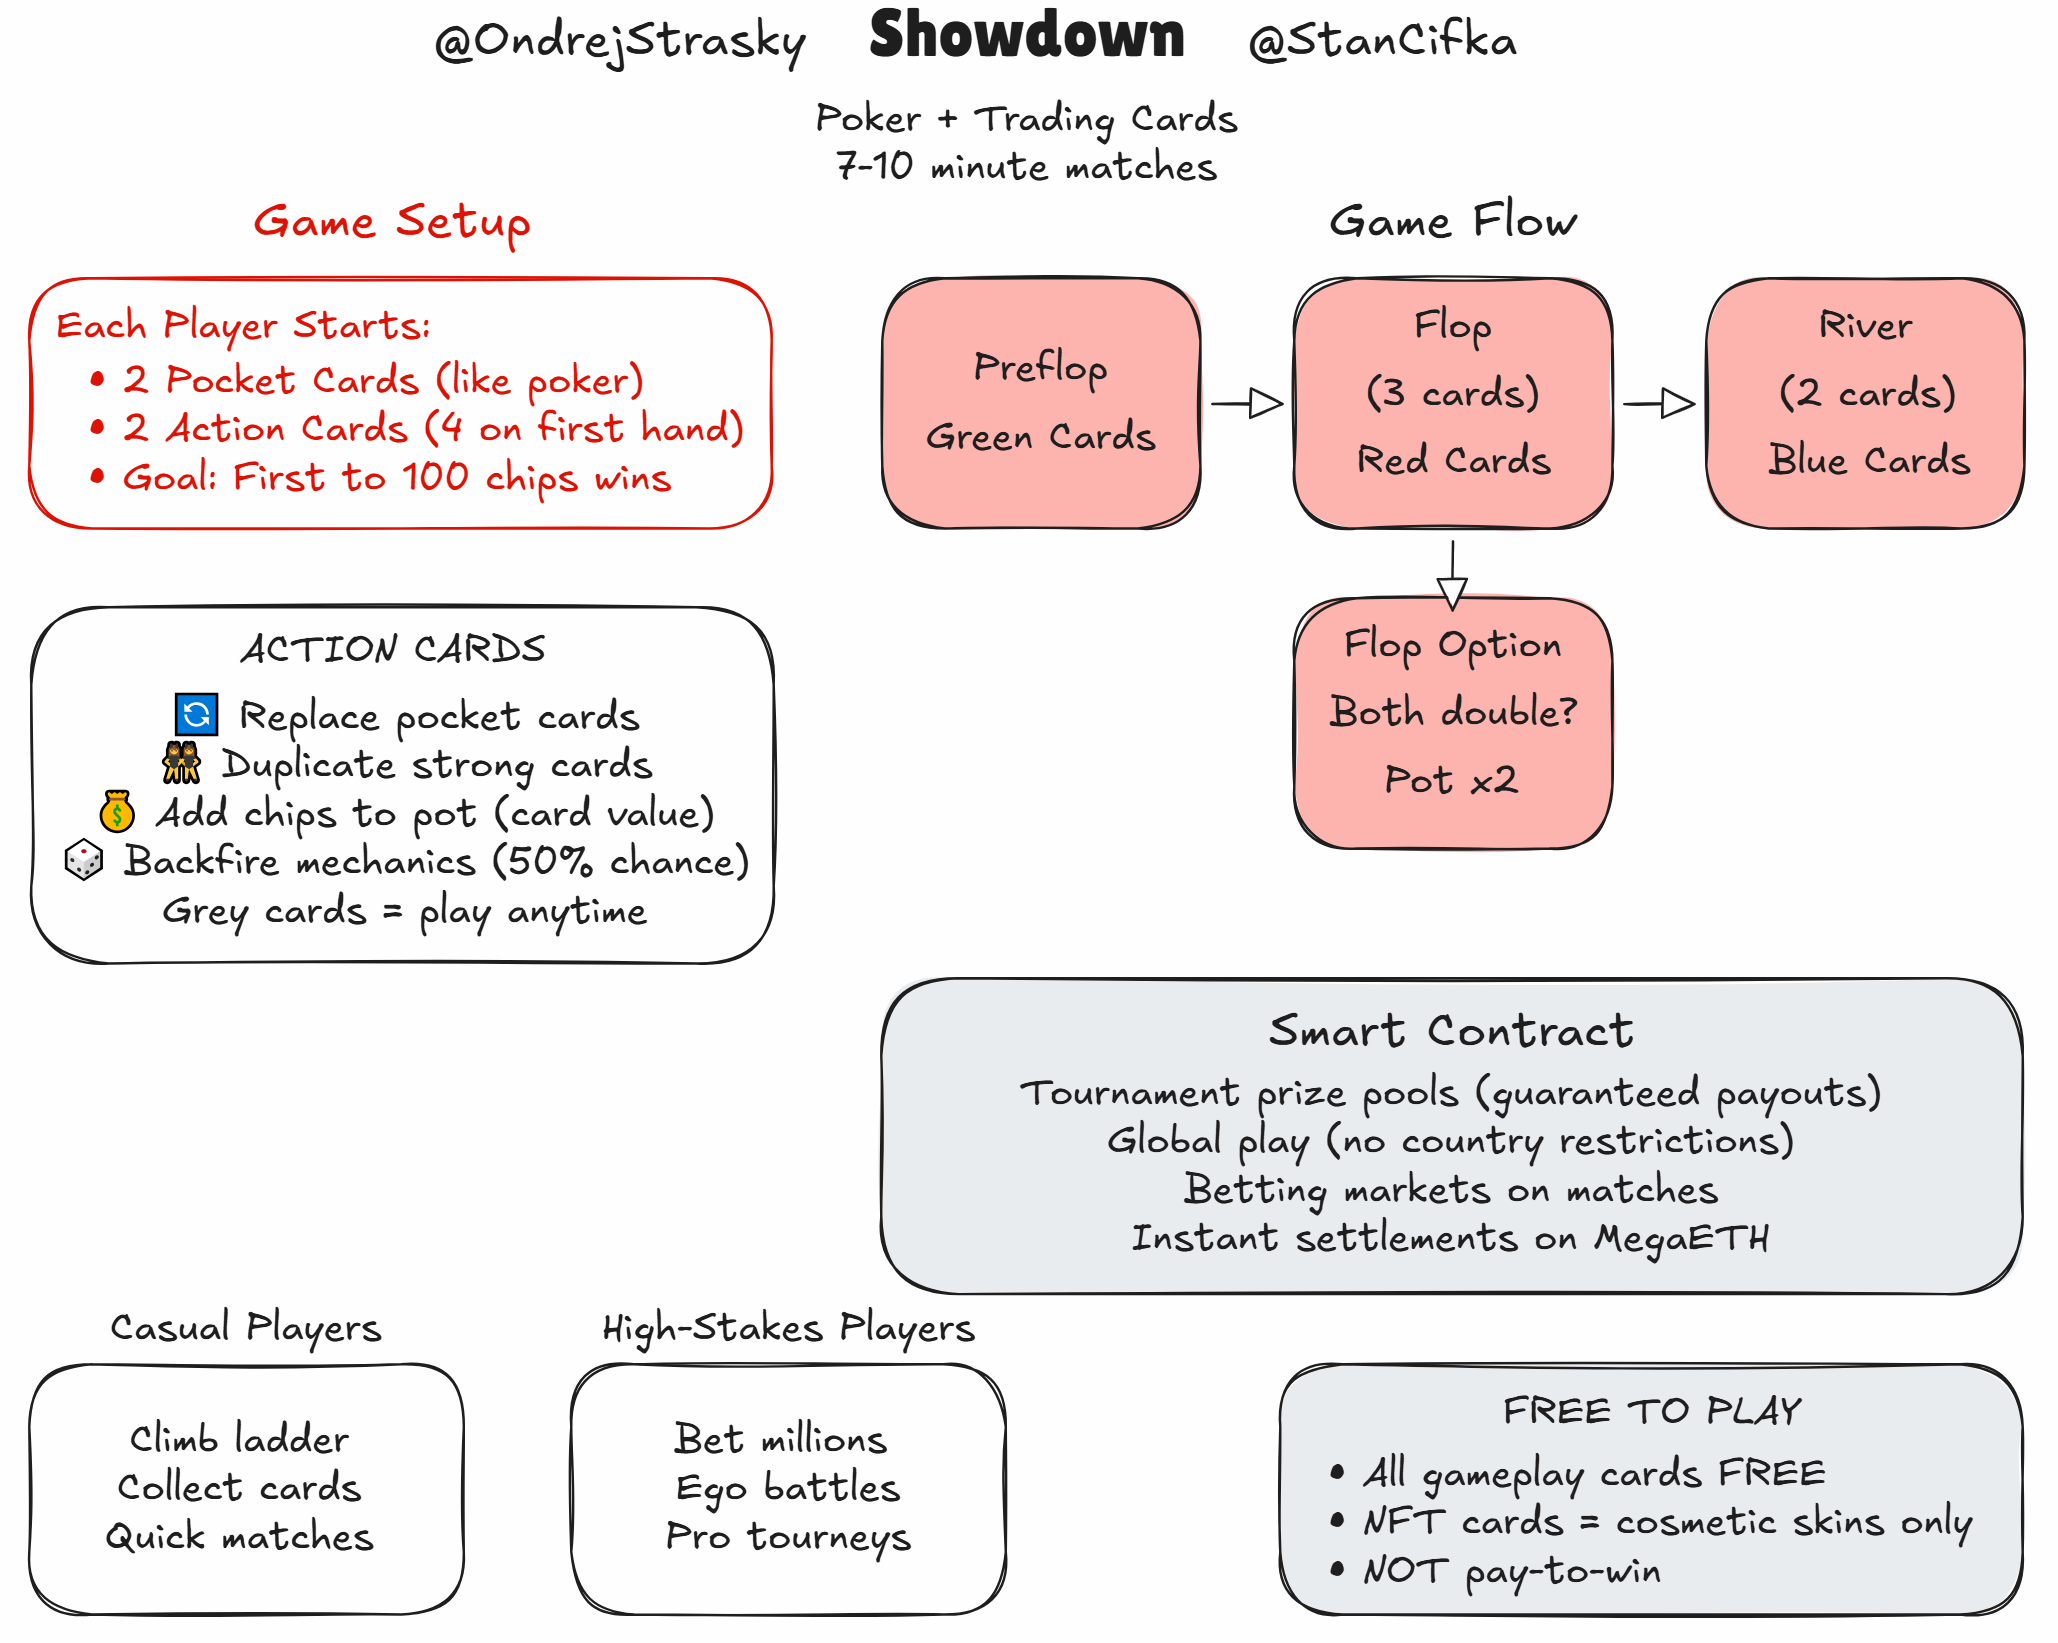 @OndrejStrasky Showdown @StanCifka
Poker + Trading Cards
7-10 minute matches
Game Setup
Each Player Starts:
• 2 Pocket Cards (like poker)
• 2 Action Cards (4 on first hand)
• Goal: First to 100 chips wins
Game Flow
Preflop
Green Cards
Flop
(3 cards)
Red Cards
River
(2 cards)
Blue Cards
Flop Option
Both double?
Pot x2
ACTION CARDS
🔄 Replace pocket cards
👯 Duplicate strong cards
💰 Add chips to pot (card value)
🎲 Backfire mechanics (50% chance)
Grey cards = play anytime
Smart Contract
Tournament prize pools (guaranteed payouts)
Global play (no country restrictions)
Betting markets on matches
Instant settlements on MegaETH
Casual Players
Climb ladder
Collect cards
Quick matches
High-Stakes Players
Bet millions
Ego battles
Pro tourneys
FREE TO PLAY
• All gameplay cards FREE
• NFT cards = cosmetic skins only
• NOT pay-to-win